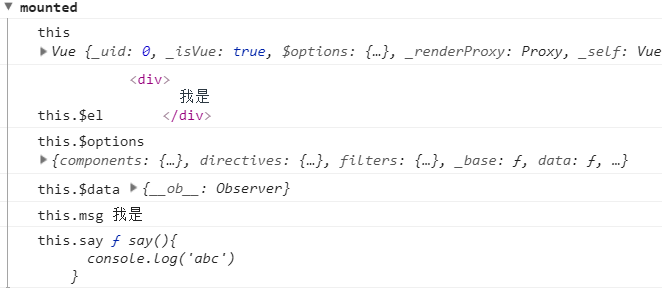 ▼ mounted
this
▶Vue {_uid: 0, _isVue: true, $options: {…}, _renderProxy: Proxy, _self: Vue
<div>
我是
this.$el </div>
this.$options
▶{components: {…}, directives: {…}, filters: {…}, _base: ƒ, data: ƒ, …}
this.$data ▶{__ob__: Observer}
this.msg 我是
this.say ƒ say(){
console.log('abc')
}